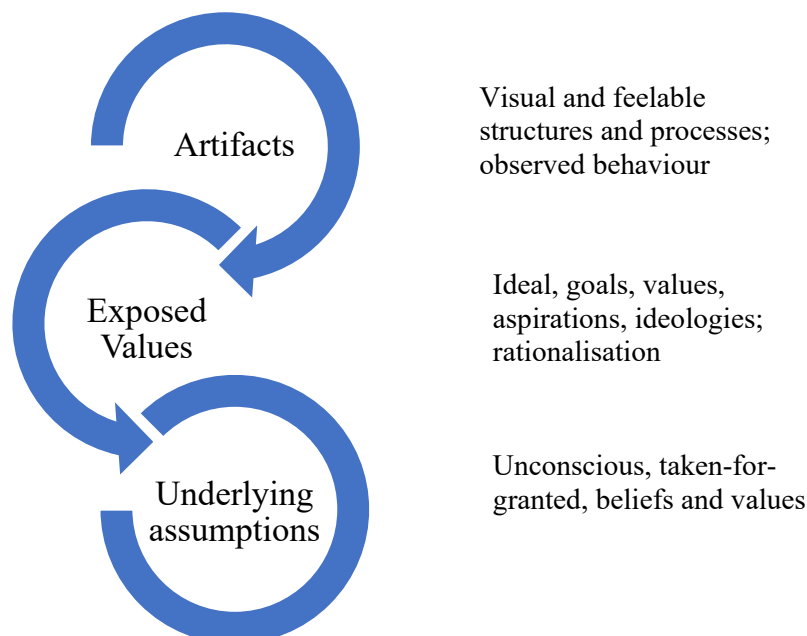 Artifacts
Visual and feelable
structures and processes;
observed behaviour
Exposed
Values
Ideal, goals, values,
aspirations, ideologies;
rationalisation
Underlying
assumptions
Unconscious, taken-for-
granted, beliefs and values